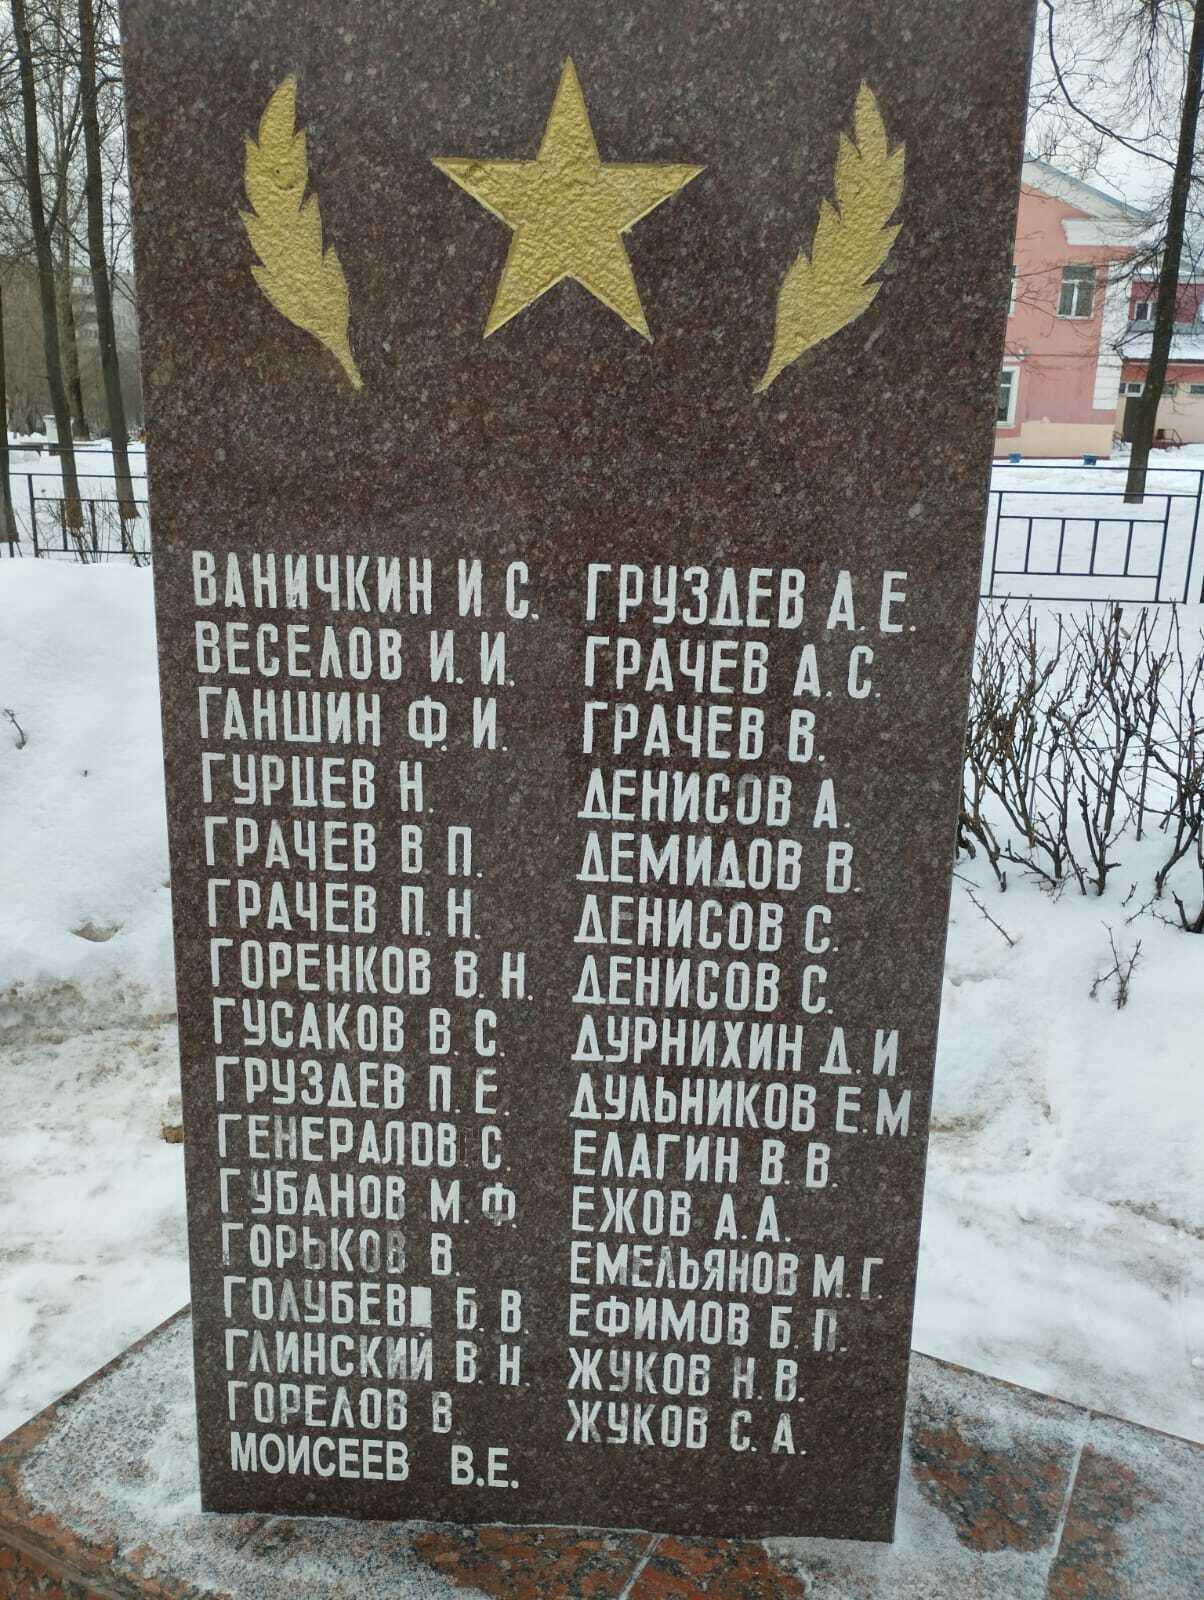 ВАНИЧКИН И С.
ВЕСЕЛОВ И. И.
ГАНШИН Ф. И.
ГУРЦЕВ Н.
ГРАЧЕВ В. П.
ГРАЧЕВ П. Н.
ГОРЕНКОВ В. Н.
ГУСАКОВ В. С.
ГРУЗДЕВ П. Е.
ГЕНЕРАЛОВ С.
ГУБАНОВ М. Ф.
ГОРЬКОВ В.
ГОЛУБЕВ Б. В.
ГЛИНСКИЙ В. Н.
ГОРЕЛОВ В.
МОИСЕЕВ В.Е.
ГРУЗДЕВ А. Е.
ГРАЧЕВ А. С.
ГРАЧЕВ В.
ДЕНИСОВ А.
ДЕМИДОВ В.
ДЕНИСОВ С.
ДЕНИСОВ С.
ДУРНИХИН Д. И
ДУЛЬНИКОВ Е. М
ЕЛАГИН В. В.
ЕЖОВ А. А.
ЕМЕЛЬЯНОВ М. Г.
ЕФИМОВ Б. П.
ЖУКОВ Н. В.
ЖУКОВ С. А.